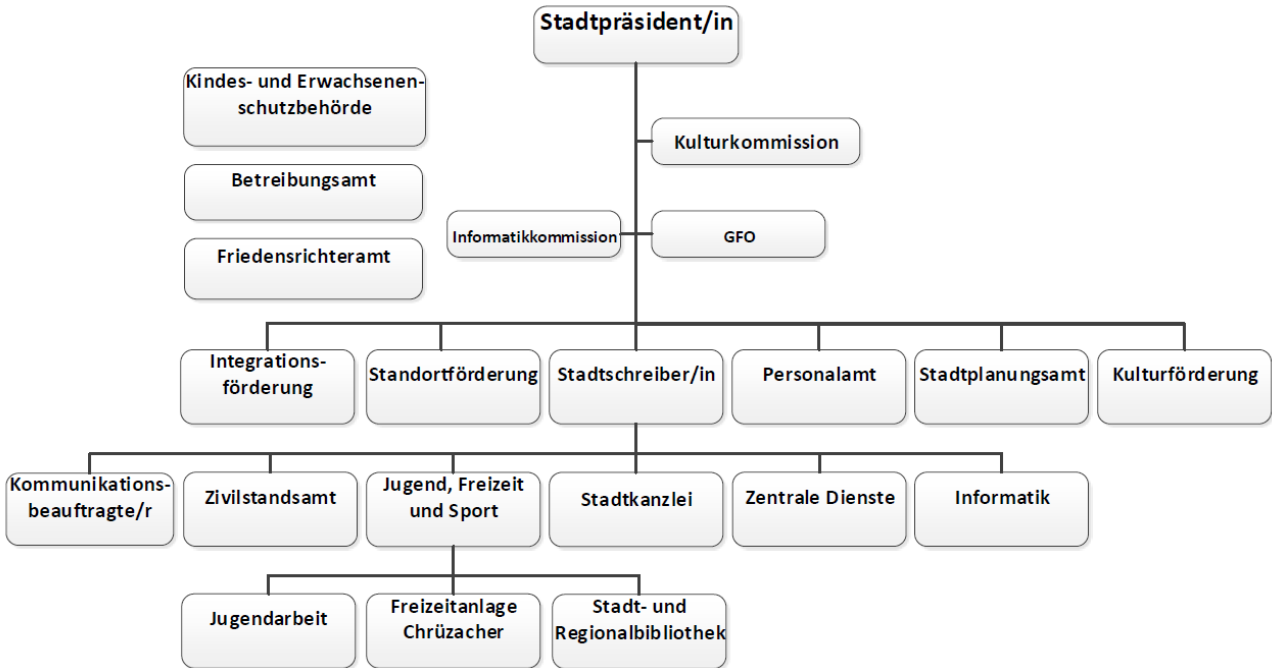 Stadtpräsident/in
Kindes- und Erwachsenen-
schutzbehörde
Kulturkommission
Betreibungsamt
Informatikkommission
GFO
Friedensrichteramt
Integrations-
förderung
Standortförderung
Stadtschreiber/in
Personalamt
Stadtplanungsamt
Kulturförderung
Kommunikations-
beauftragte/r
Zivilstandsamt
Jugend, Freizeit
und Sport
Stadtkanzlei
Zentrale Dienste
Informatik
Jugendarbeit
Freizeitanlage
Chrüzacher
Stadt- und
Regionalbibliothek